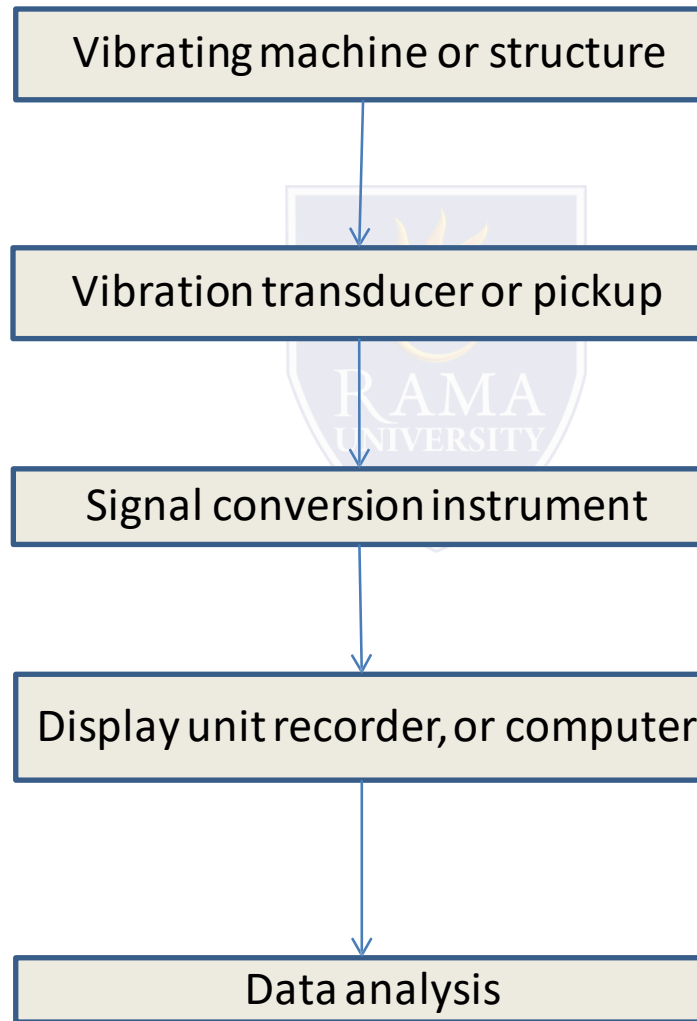 Vibrating machine or structure
Vibration transducer or pickup
RAMA
UNIVERSITY
Signal conversion instrument
Display unit recorder, or computer
Data analysis